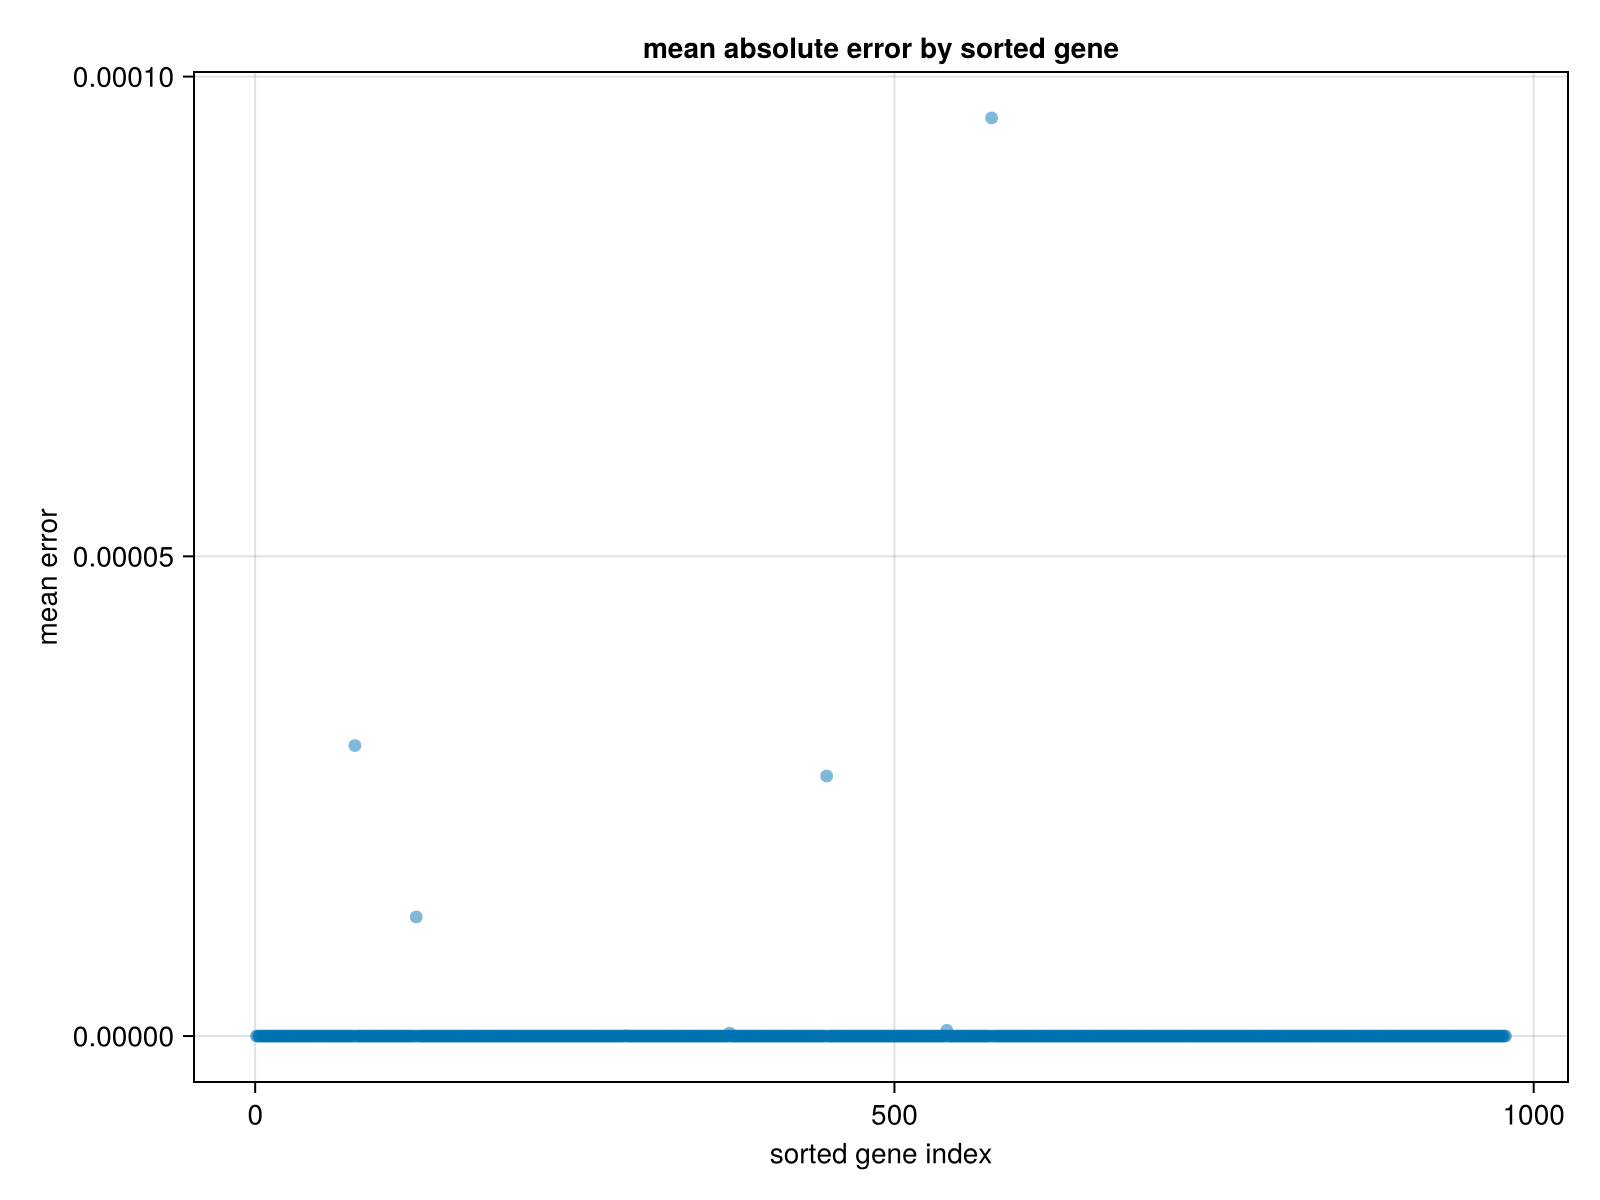 mean absolute error by sorted gene
0.00010
0.00005
0.00000
mean error
0
500
1000
sorted gene index